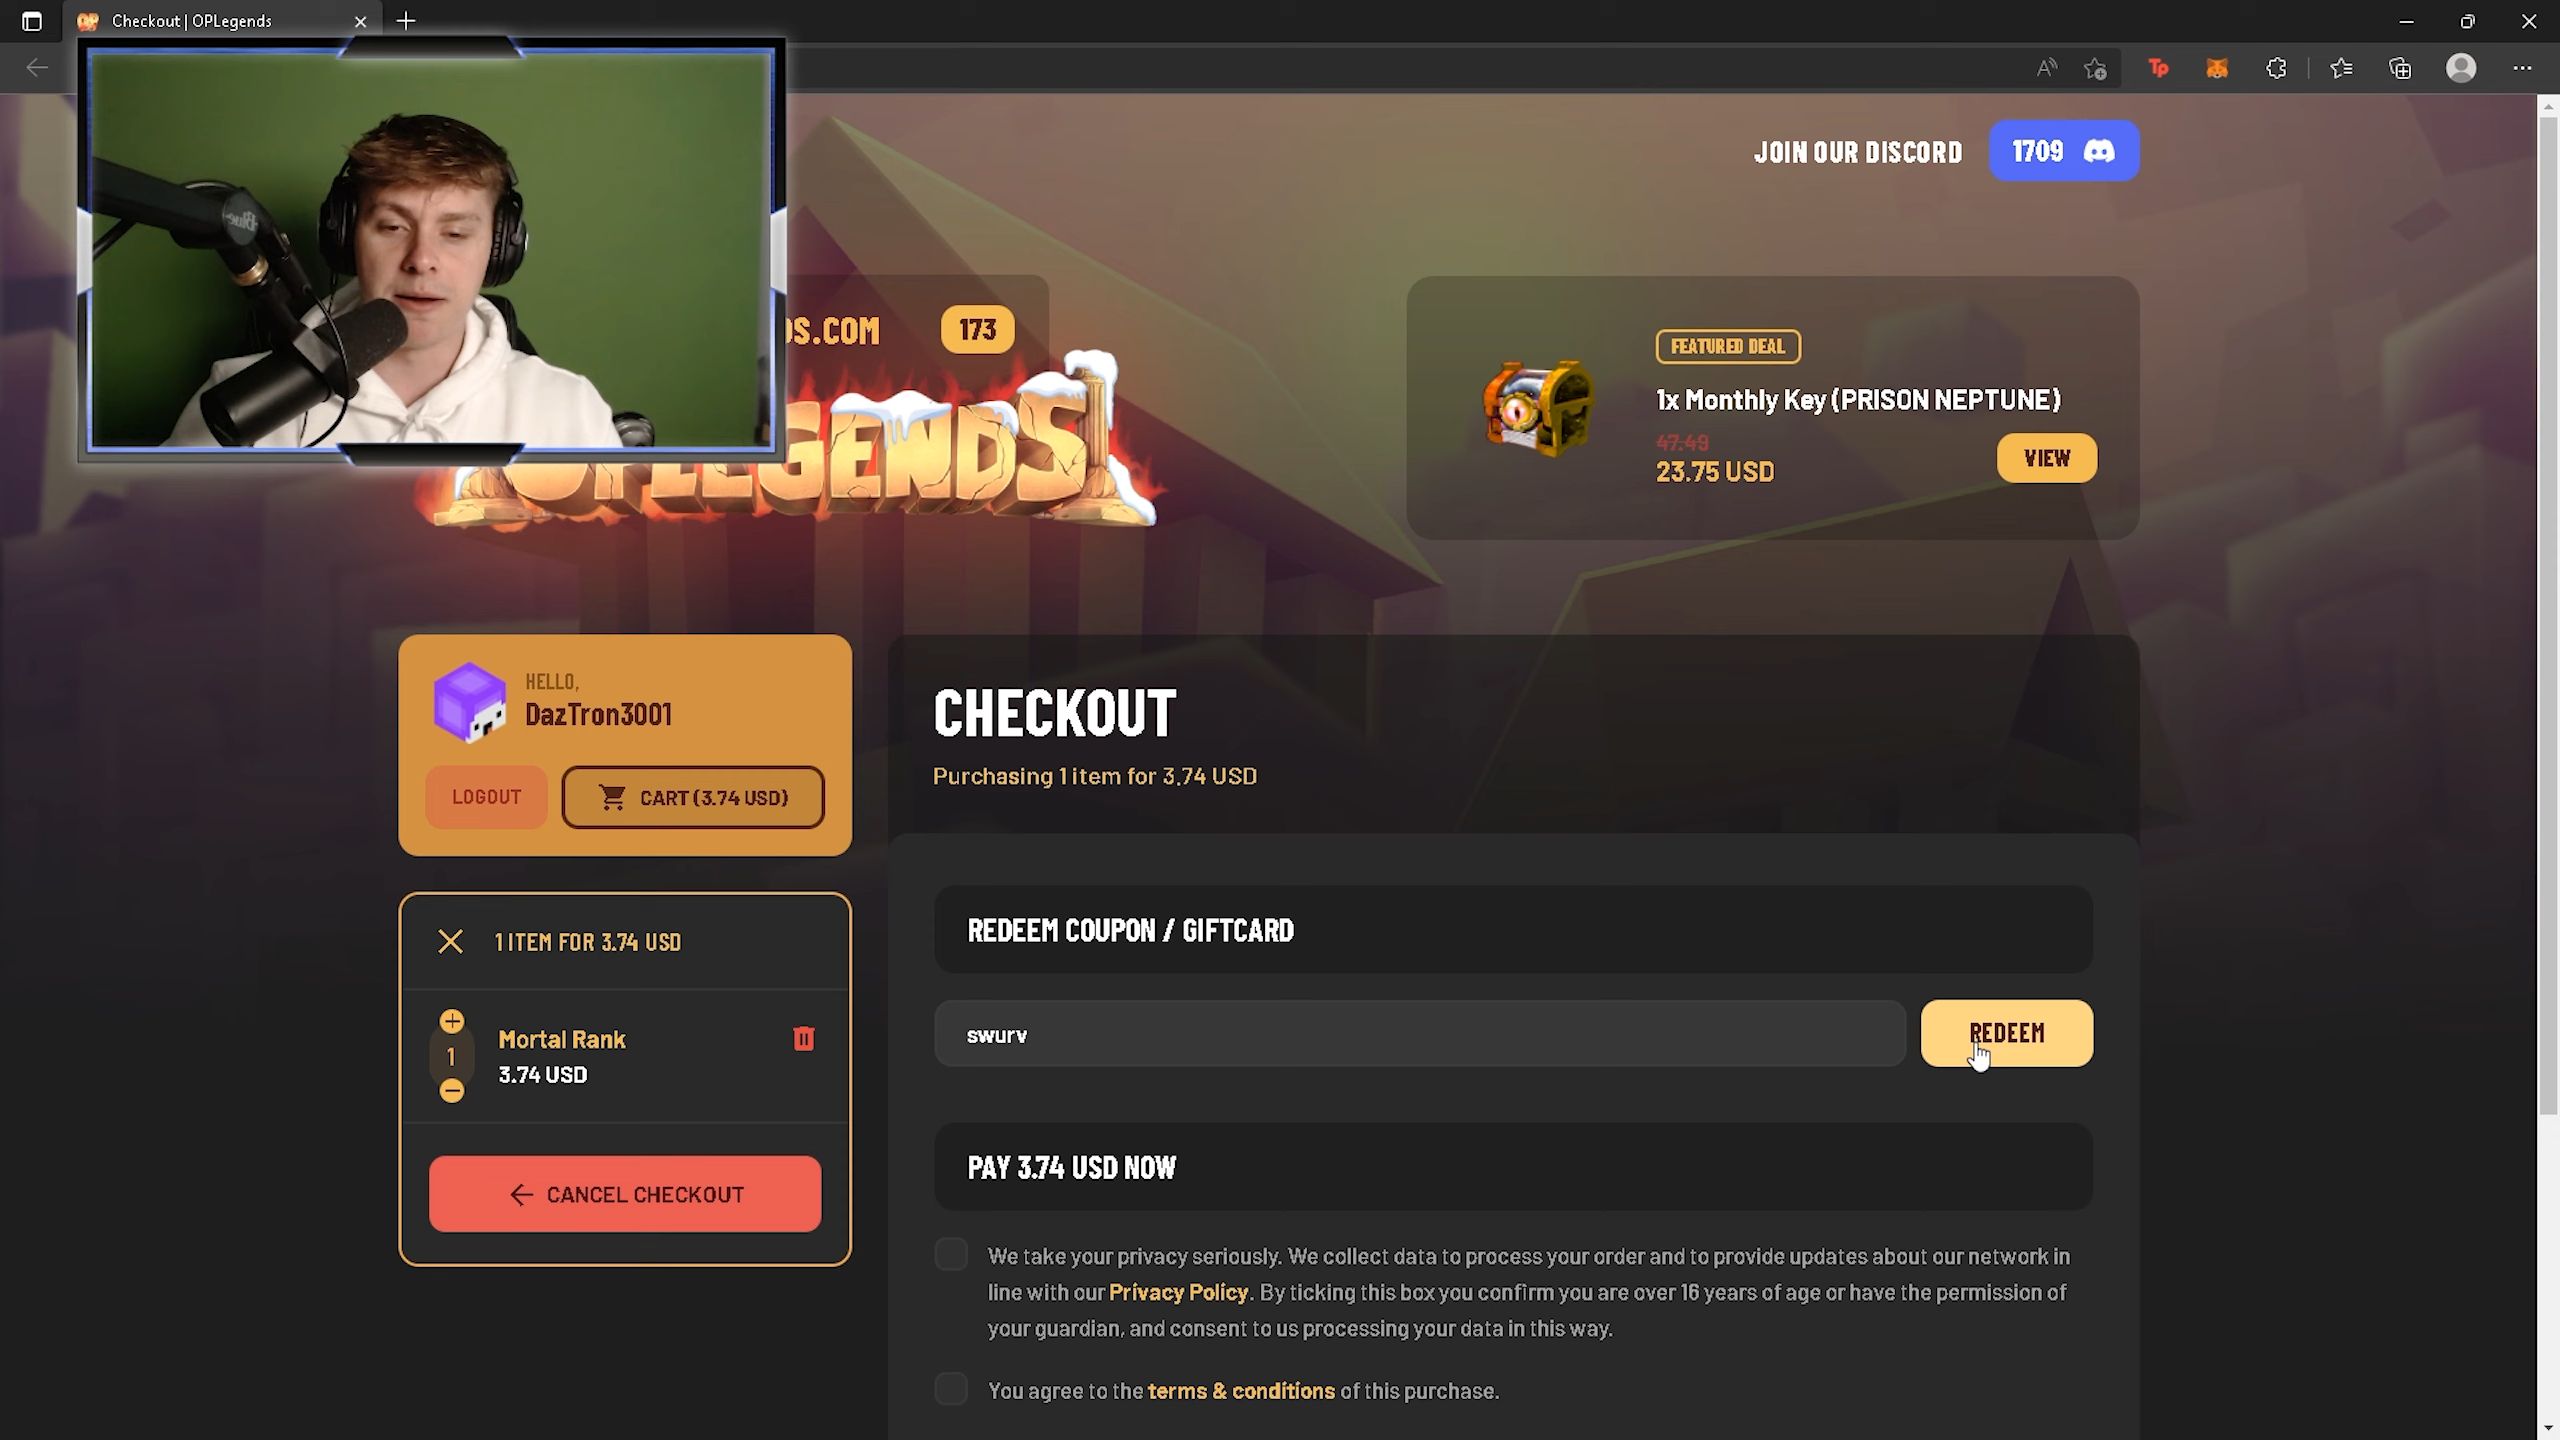 Checkout | OPLegends
JOIN OUR DISCORD
1709
DS.COM
173
FEATURED DEAL
1x Monthly Key (PRISON NEPTUNE)
47.49
23.75 USD
VIEW
OPLEGENDS
HELLO,
DazTron3001
LOGOUT
CART (3.74 USD)
CHECKOUT
Purchasing 1 item for 3.74 USD
1 ITEM FOR 3.74 USD
1
Mortal Rank
3.74 USD
CANCEL CHECKOUT
REDEEM COUPON / GIFTCARD
swurv
REDEEM
PAY 3.74 USD NOW
We take your privacy seriously. We collect data to process your order and to provide updates about our network in
line with our Privacy Policy. By ticking this box you confirm you are over 16 years of age or have the permission of
your guardian, and consent to us processing your data in this way.
You agree to the terms & conditions of this purchase.
Blue
Tp